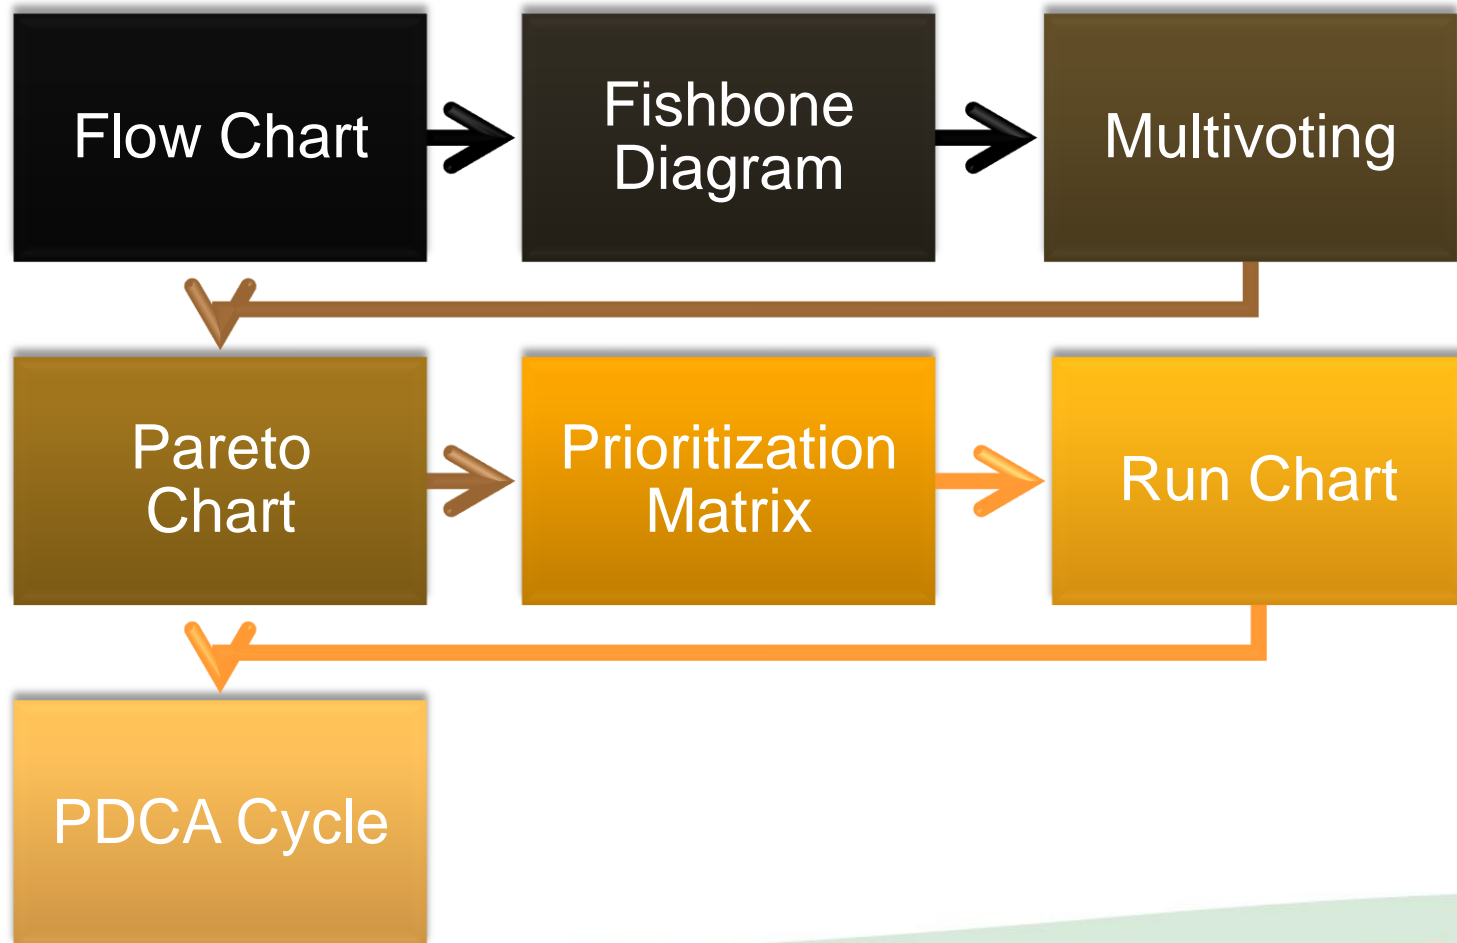 Flow Chart
Fishbone
Diagram
Multivoting
Pareto
Chart
Prioritization
Matrix
Run Chart
PDCA Cycle